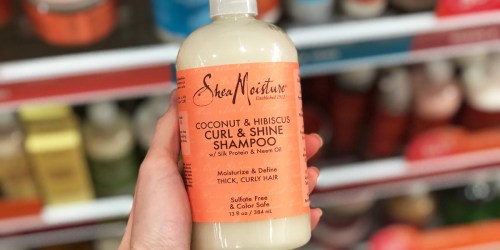 SheaMoisture
COCONUT & HIBISCUS
CURL & SHINE
SHAMPOO
w/ Silk Protein & Neem Oil
Moisturize & Define
THICK, CURLY HAIR
Sulfate Free
& Color Safe
13 fl oz / 384 mL